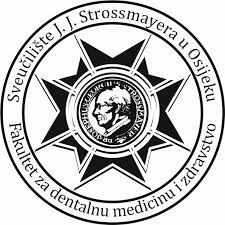 Sveučilište J. J. Strossmayera u Osijeku
Fakultet za dentalnu medicinu i zdravstvo